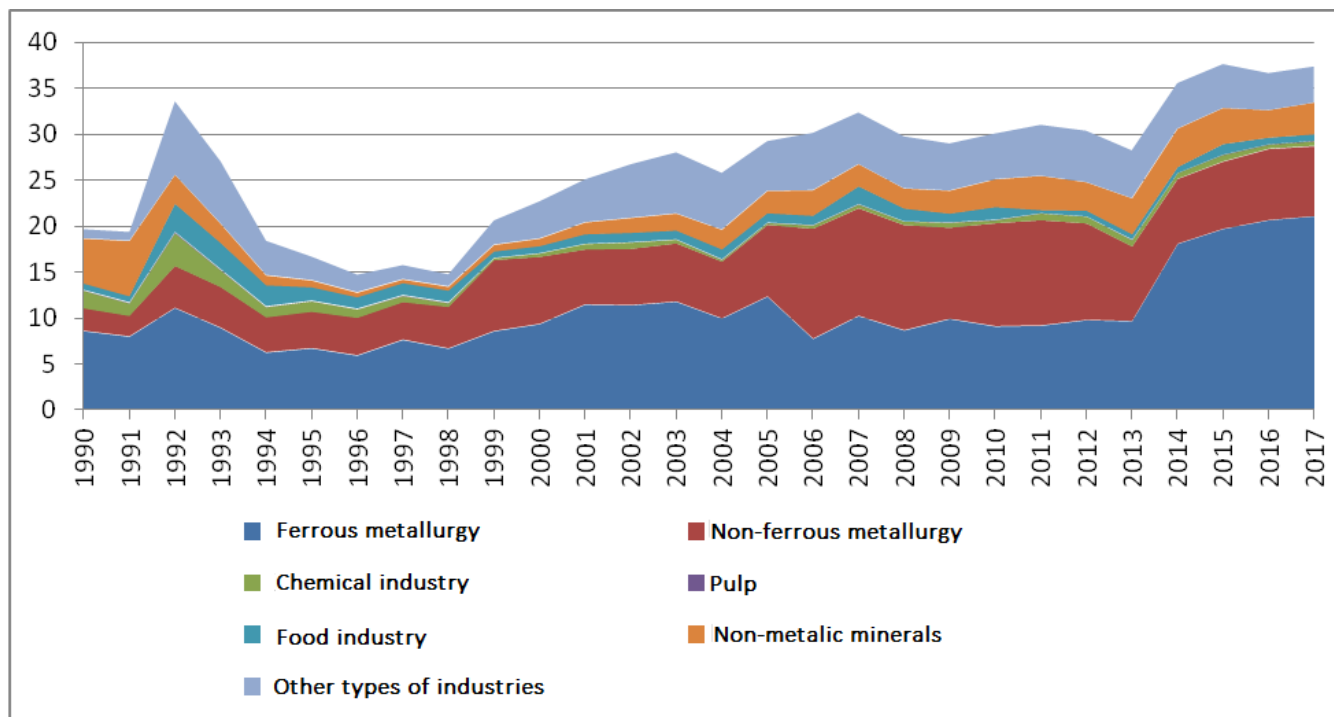 40
35
30
25
20
15
10
5
0
1990 1991 1992 1993 1994 1995 1996 1997 1998 1999 2000 2001 2002 2003 2004 2005 2006 2007 2008 2009 2010 2011 2012 2013 2014 2015 2016 2017
Ferrous metallurgy Non-ferrous metallurgy
Chemical industry Pulp
Food industry Non-metalic minerals
Other types of industries